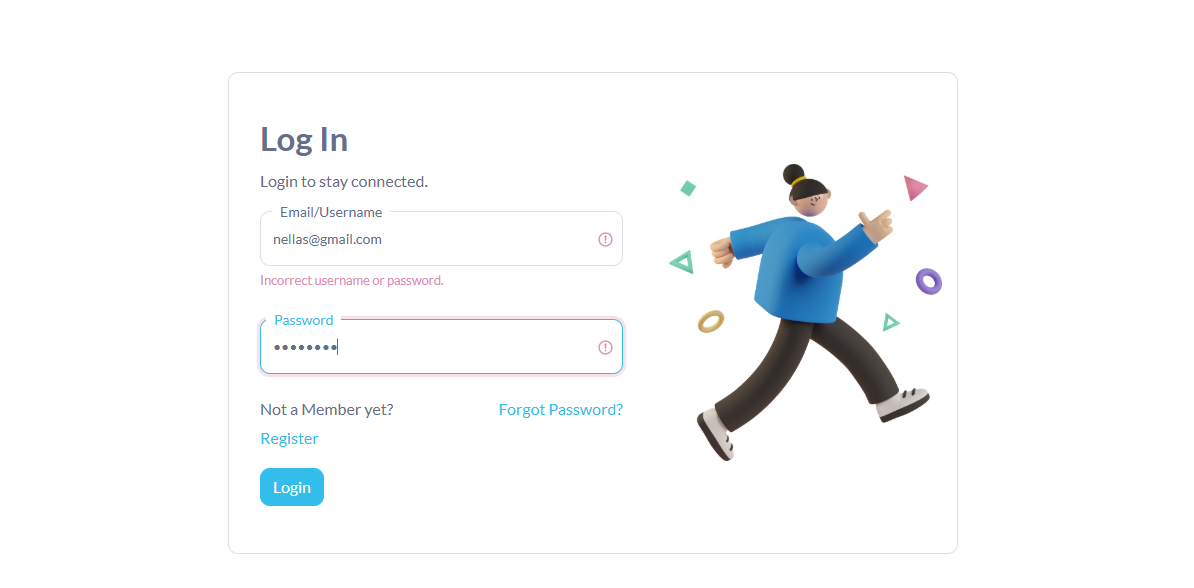 Log In
Login to stay connected.
Email/Username
nellas@gmail.com
Incorrect username or password.
Password
••••••••
Not a Member yet? Forgot Password?
Register
Login